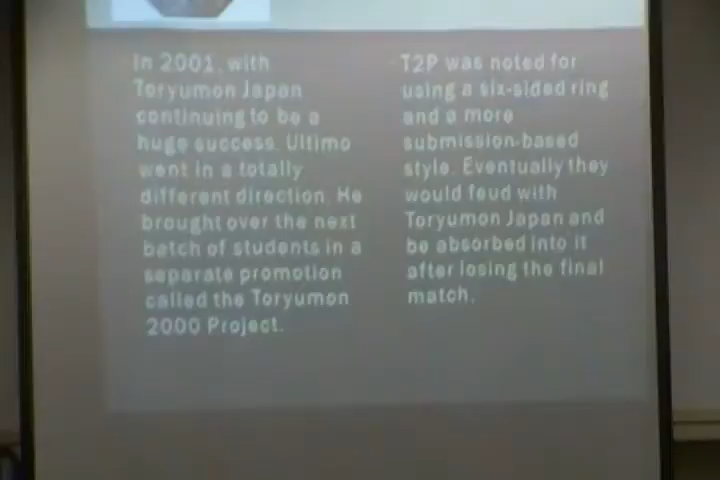 In 2001, with
Toryumon Japan
continuing to be a
huge success, Ultimo
went in a totally
different direction. He
brought over the next
batch of students in a
separate promotion
called the Toryumon
2000 Project.
T2P was noted for
using a six-sided ring
and a more
submission-based
style. Eventually they
would feud with
Toryumon Japan and
be absorbed into it
after losing the final
match.